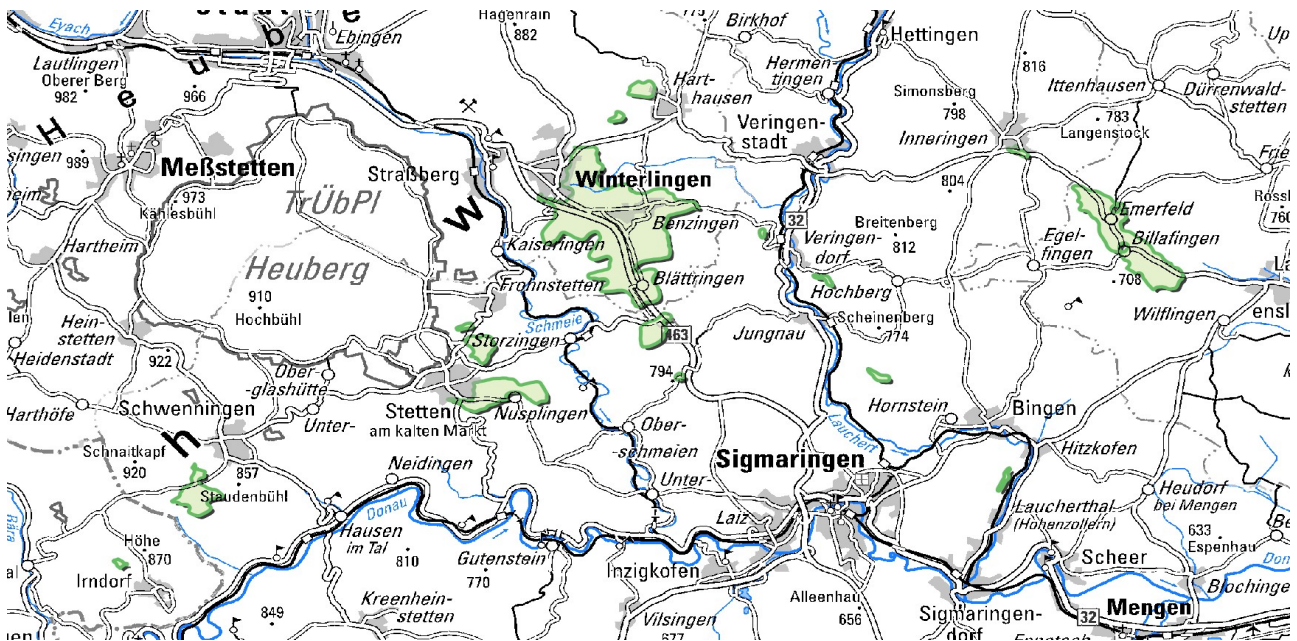 Hagenrain
882
Birkhof
Hettingen
Eyach
Ebingen
Lautlingen
Oberer Berg
982
966
Hart-
hausen
Hermen-
tingen
Simonsberg
798
816
Ittenhausen
Dürrenwald-
stetten
783
Langenstock
Inneringen
Veringen-
stadt
H
e
u
b
e
989
Meßstetten
973
Kählesbühl
Straßberg
Winterlingen
TrÜbPl
Heuberg
W
804
Rossb
760
Emerfeld
Benzingen
32
Breitenberg
812
Veringen-
dorf
Egel-
fingen
Billafingen
Hartheim
Kaiseringen
Frohnstetten
Blättringen
Hochberg
708
910
Hochbühl
Schmeie
463
Jungnau
Scheinenberg
774
Wilflingen
Hein-
stetten
Heidenstadt
922
Storzingen
Ober-
-glashütte
794
Harthöfe
Schwenningen
Unter-
Stetten
am kalten Markt
Nusplingen
Ober-
-schmeien
Unter-
Hornstein
Bingen
Lauchert
Hitzkofen
h
Schnaitkapf
920
857
Staudenbühl
Neidingen
Sigmaringen
Laucherthal
(Hohenzollern)
Heudorf
bei Mengen
Donau
Hausen
im Tal
Laiz
633
Espenhau
Höhe
870
Irndorf
810
Gutenstein
770
Inzigkofen
Scheer
849
Kreenhein-
stetten
Vilsingen
677
Alleenhau
656
Sigmaringen-
dorf
32
Mengen